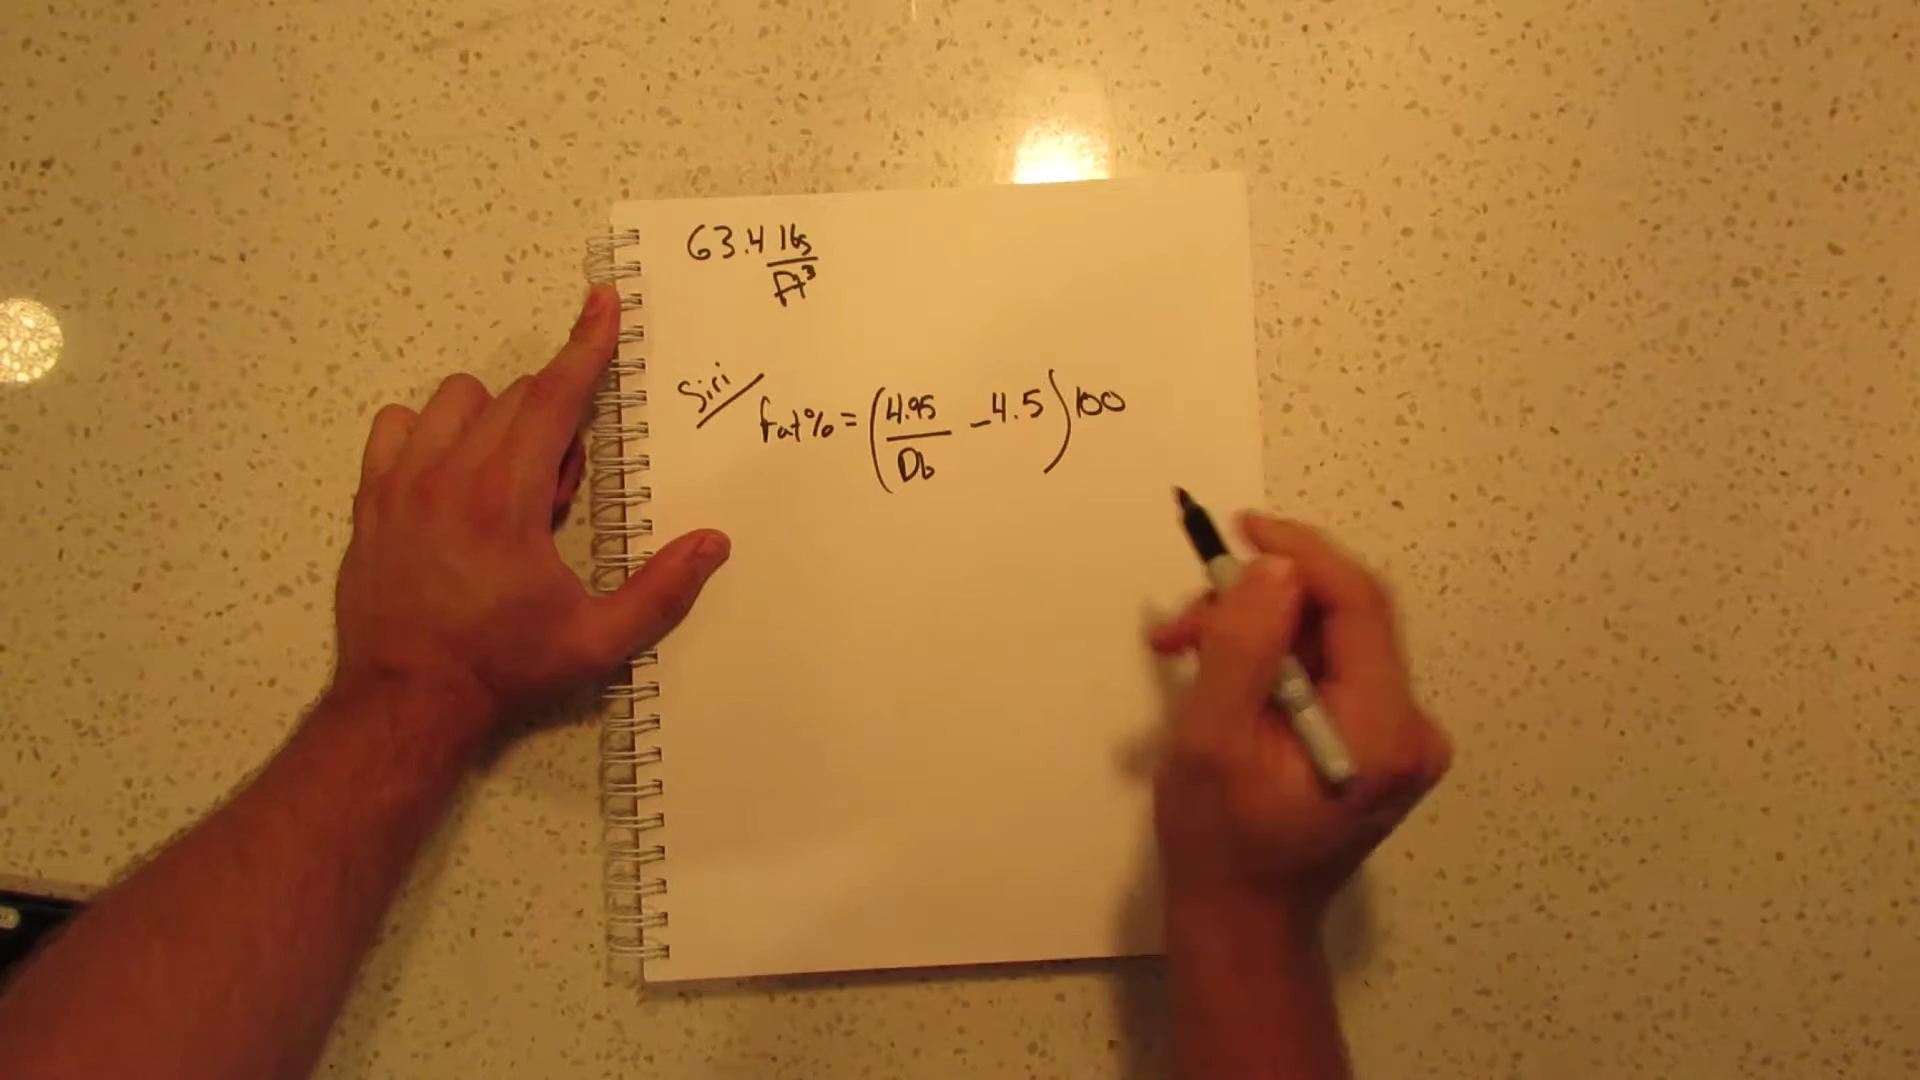 63.4 lbs
ft³
Siri
fat% = (4.95 - 4.5) 100
Db